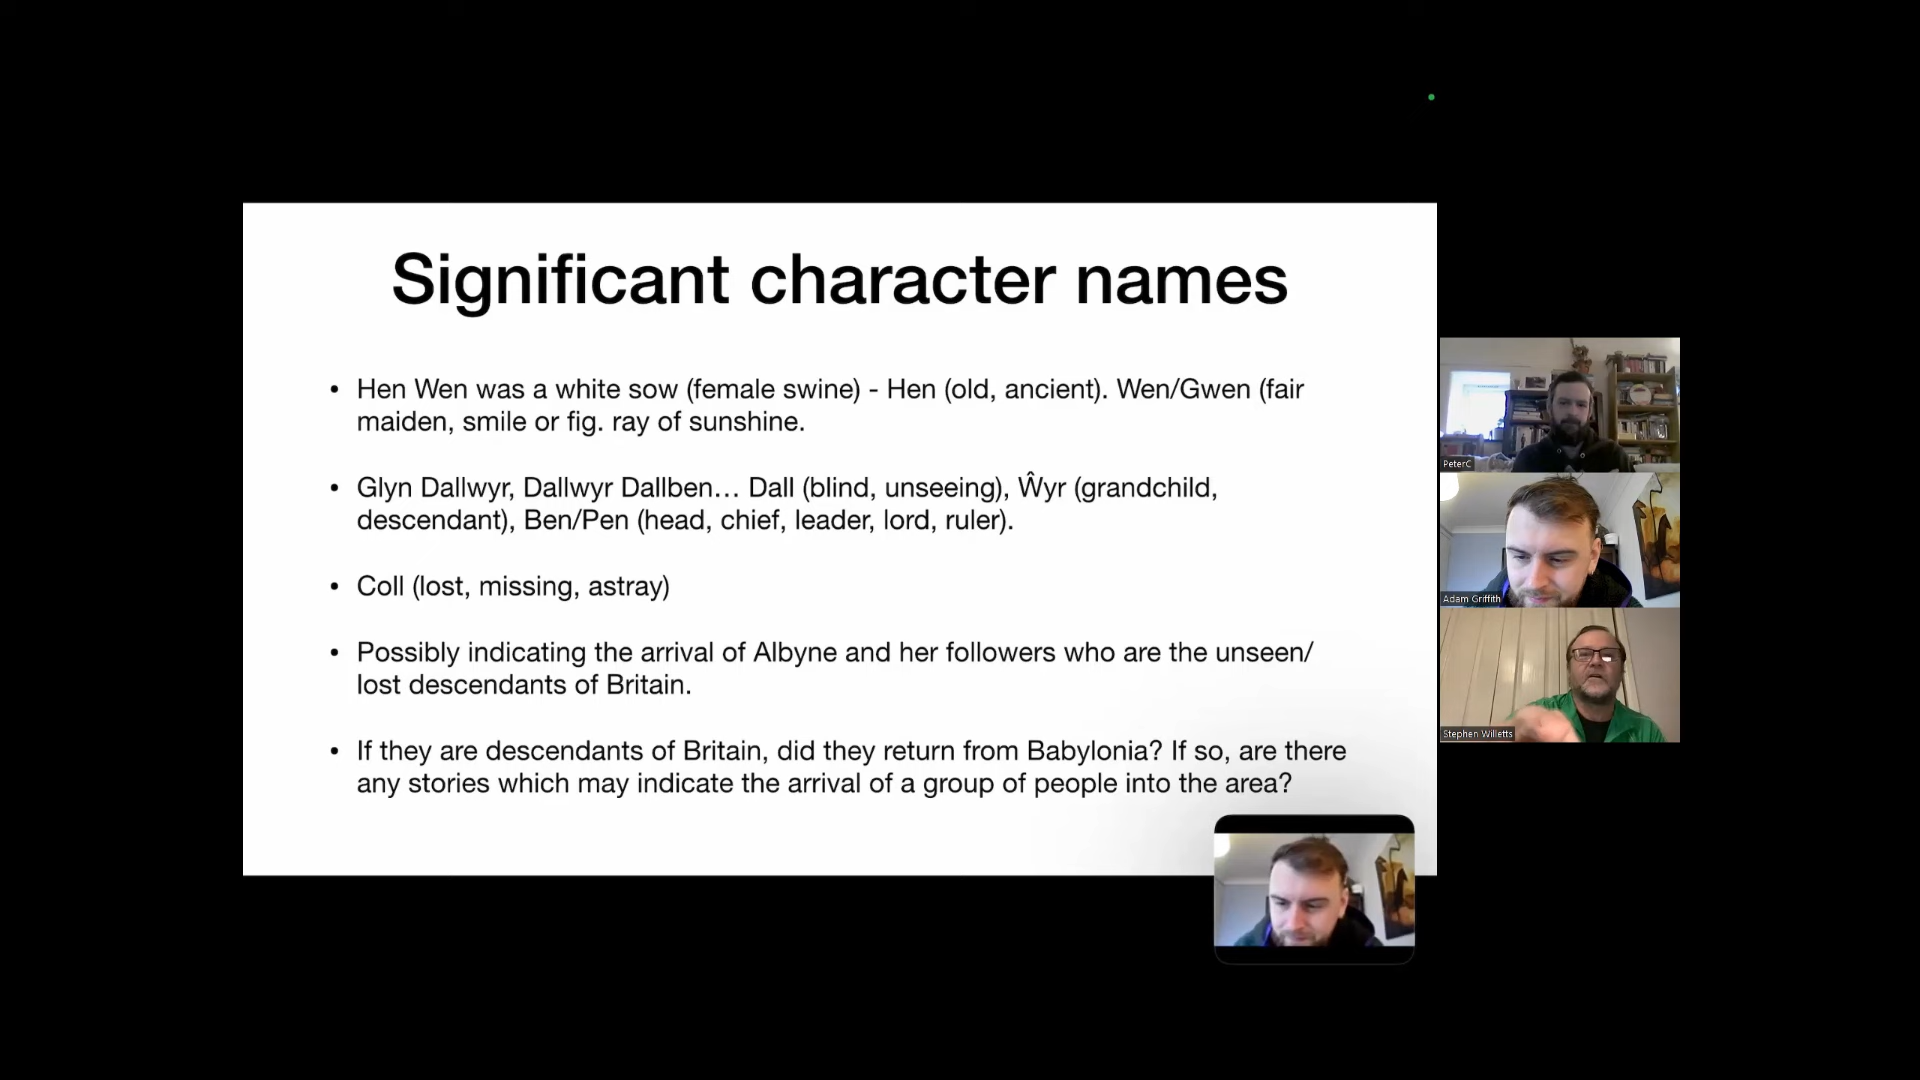 Significant character names
• Hen Wen was a white sow (female swine) - Hen (old, ancient). Wen/Gwen (fair
maiden, smile or fig. ray of sunshine.
• Glyn Dallwyr, Dallwyr Dallben… Dall (blind, unseeing), Ŵyr (grandchild,
descendant), Ben/Pen (head, chief, leader, lord, ruler).
• Coll (lost, missing, astray)
• Possibly indicating the arrival of Albyne and her followers who are the unseen/
lost descendants of Britain.
• If they are descendants of Britain, did they return from Babylonia? If so, are there
any stories which may indicate the arrival of a group of people into the area?
PeterC
Adam Griffith
Stephen Willetts